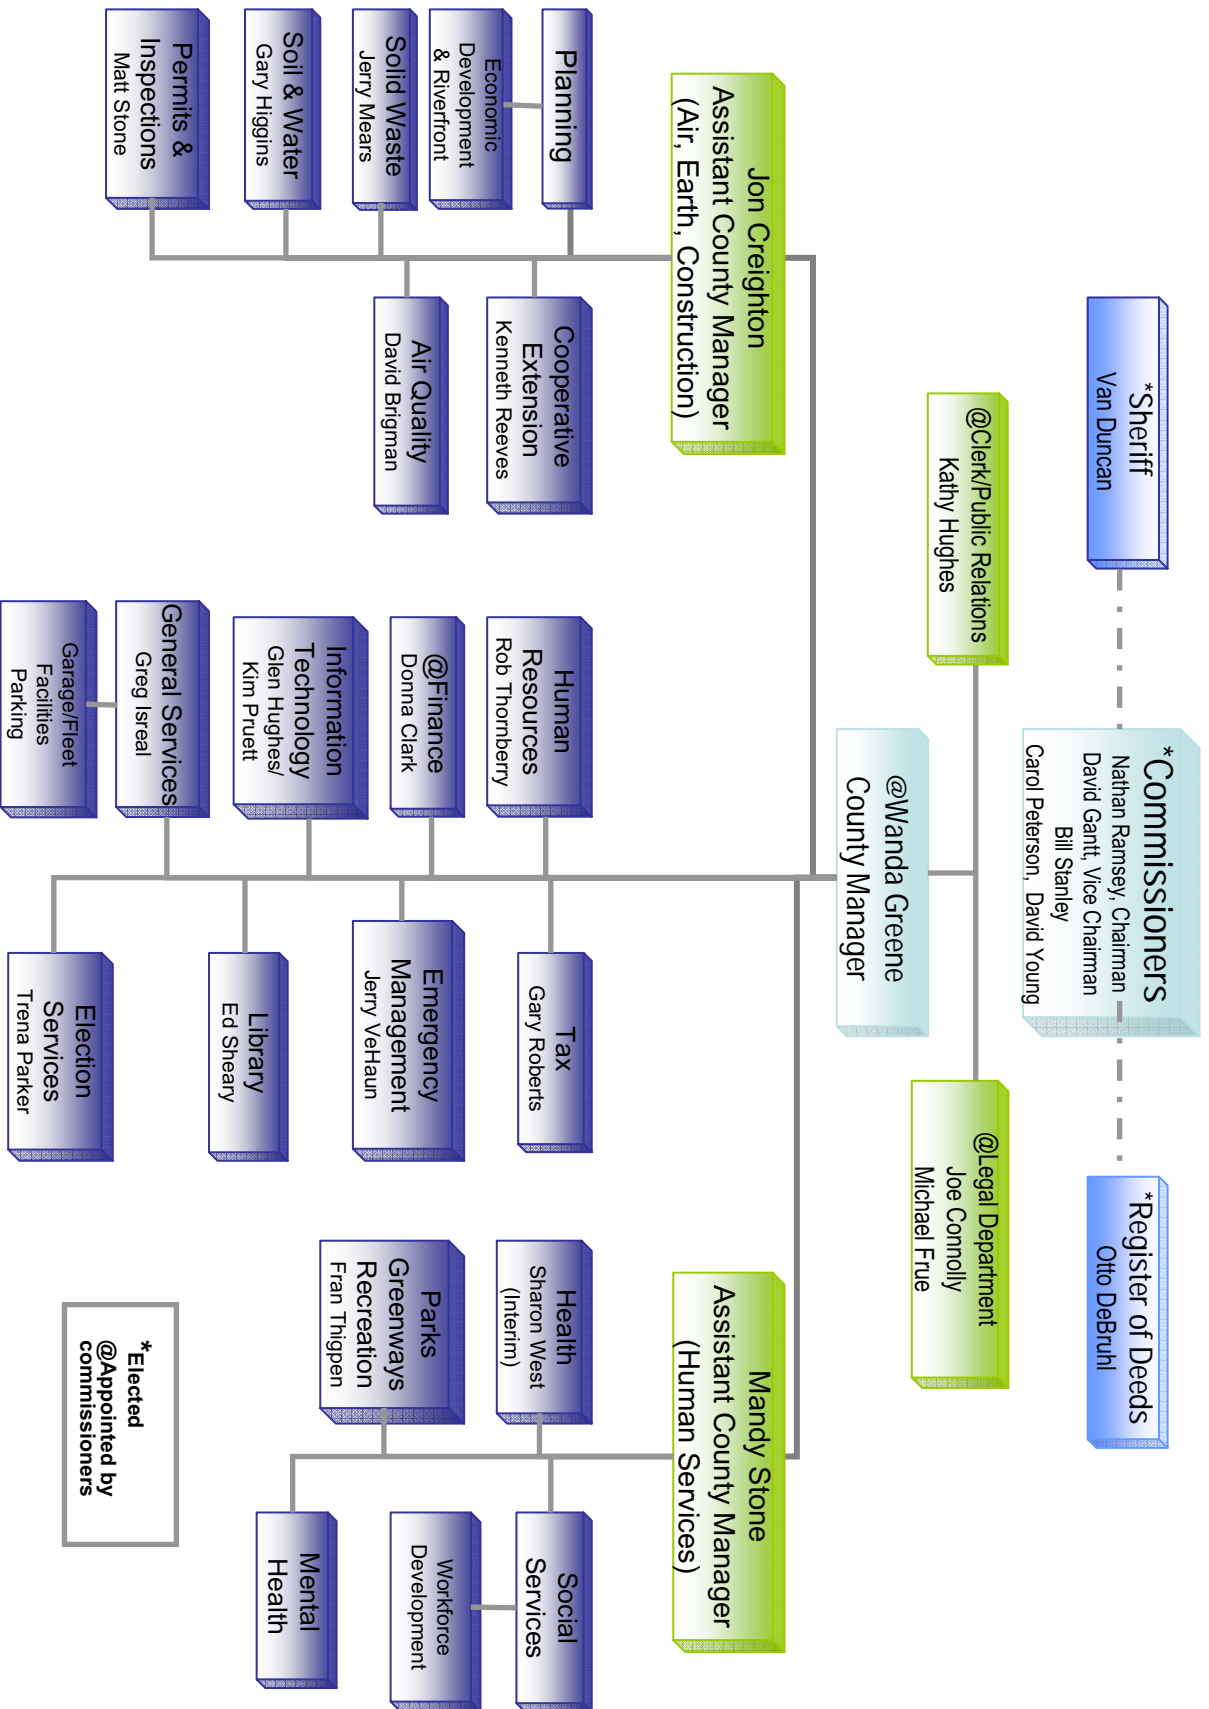 *Sheriff
Van Duncan
*Commissioners
Nathan Ramsey, Chairman
David Gantt, Vice Chairman
Bill Stanley
Carol Peterson,  David Young
*Register of Deeds
Otto DeBruhl
@Clerk/Public Relations
Kathy Hughes
@Legal Department
Joe Connolly
Michael Frue
@Wanda Greene
County Manager
Jon Creighton
Assistant County Manager
(Air, Earth, Construction)
Mandy Stone
Assistant County Manager
(Human Services)
Planning
Economic
Development
& Riverfront
Solid Waste
Jerry Mears
Soil & Water
Gary Higgins
Permits &
Inspections
Matt Stone
Cooperative
Extension
Kenneth Reeves
Air Quality
David Brigman
Human
Resources
Rob Thornberry
@Finance
Donna Clark
Information
Technology
Glen Hughes/
Kim Pruett
General Services
Greg Isreal
Garage/Fleet
Facilities
Parking
Tax
Gary Roberts
Emergency
Management
Jerry VeHaun
Library
Ed Sheary
Election
Services
Trena Parker
Health
Sharon West
(Interim)
Parks
Greenways
Recreation
Fran Thigpen
Social
Services
Workforce
Development
Mental
Health
*Elected
@Appointed by
commissioners